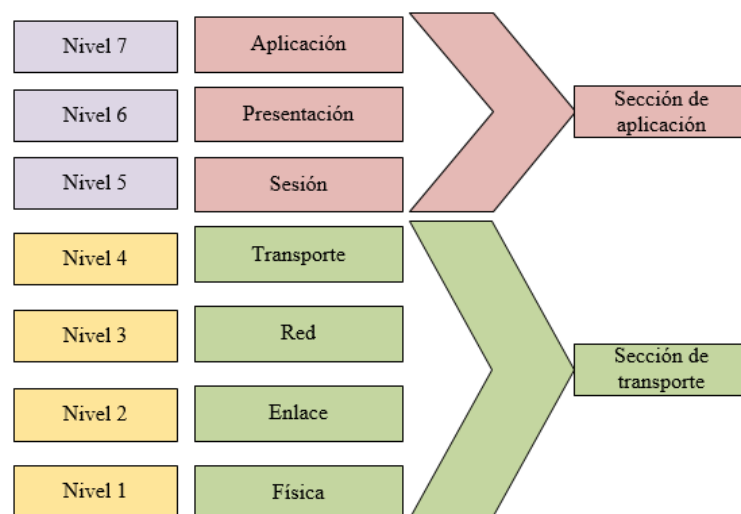 Nivel 7
Aplicación
Nivel 6
Presentación
Sección de
aplicación
Nivel 5
Sesión
Nivel 4
Transporte
Nivel 3
Red
Sección de
transporte
Nivel 2
Enlace
Nivel 1
Física